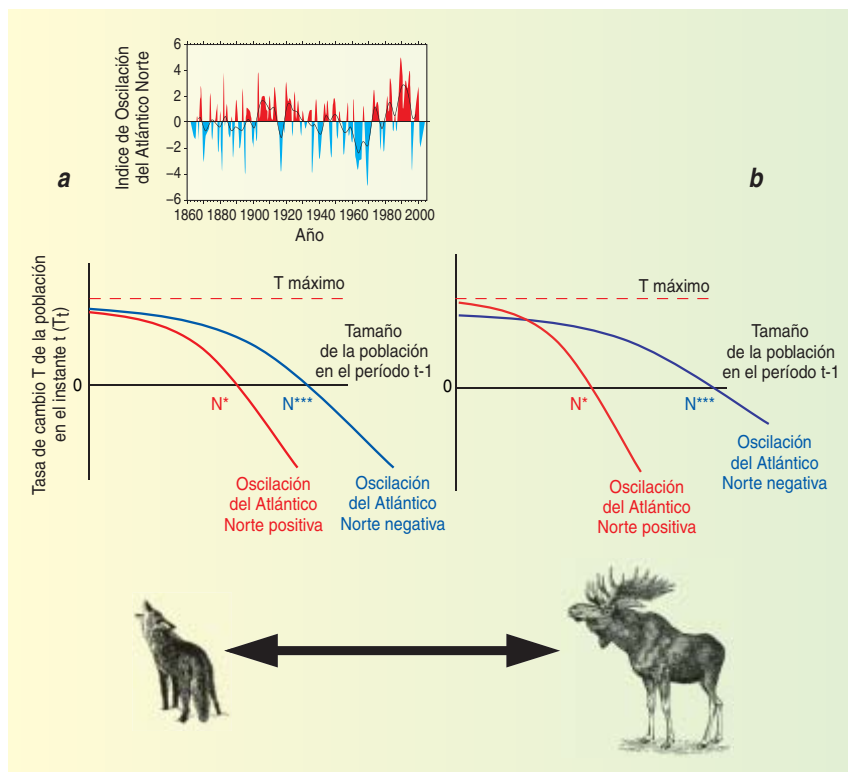 Indice de Oscilación
del Atlántico Norte
6
4
2
0
–2
–4
–6
1860 1880 1900 1920 1940 1960 1980 2000
Año
a
b
Tasa de cambio T de la población
en el instante t (Tt)
T máximo
Tamaño
de la población
en el período t-1
0
N*
N***
Oscilación
del Atlántico
Norte positiva
Oscilación
del Atlántico
Norte negativa
T máximo
Tamaño
de la población
en el período t-1
0
N*
N***
Oscilación
del Atlántico
Norte negativa
Oscilación
del Atlántico
Norte positiva